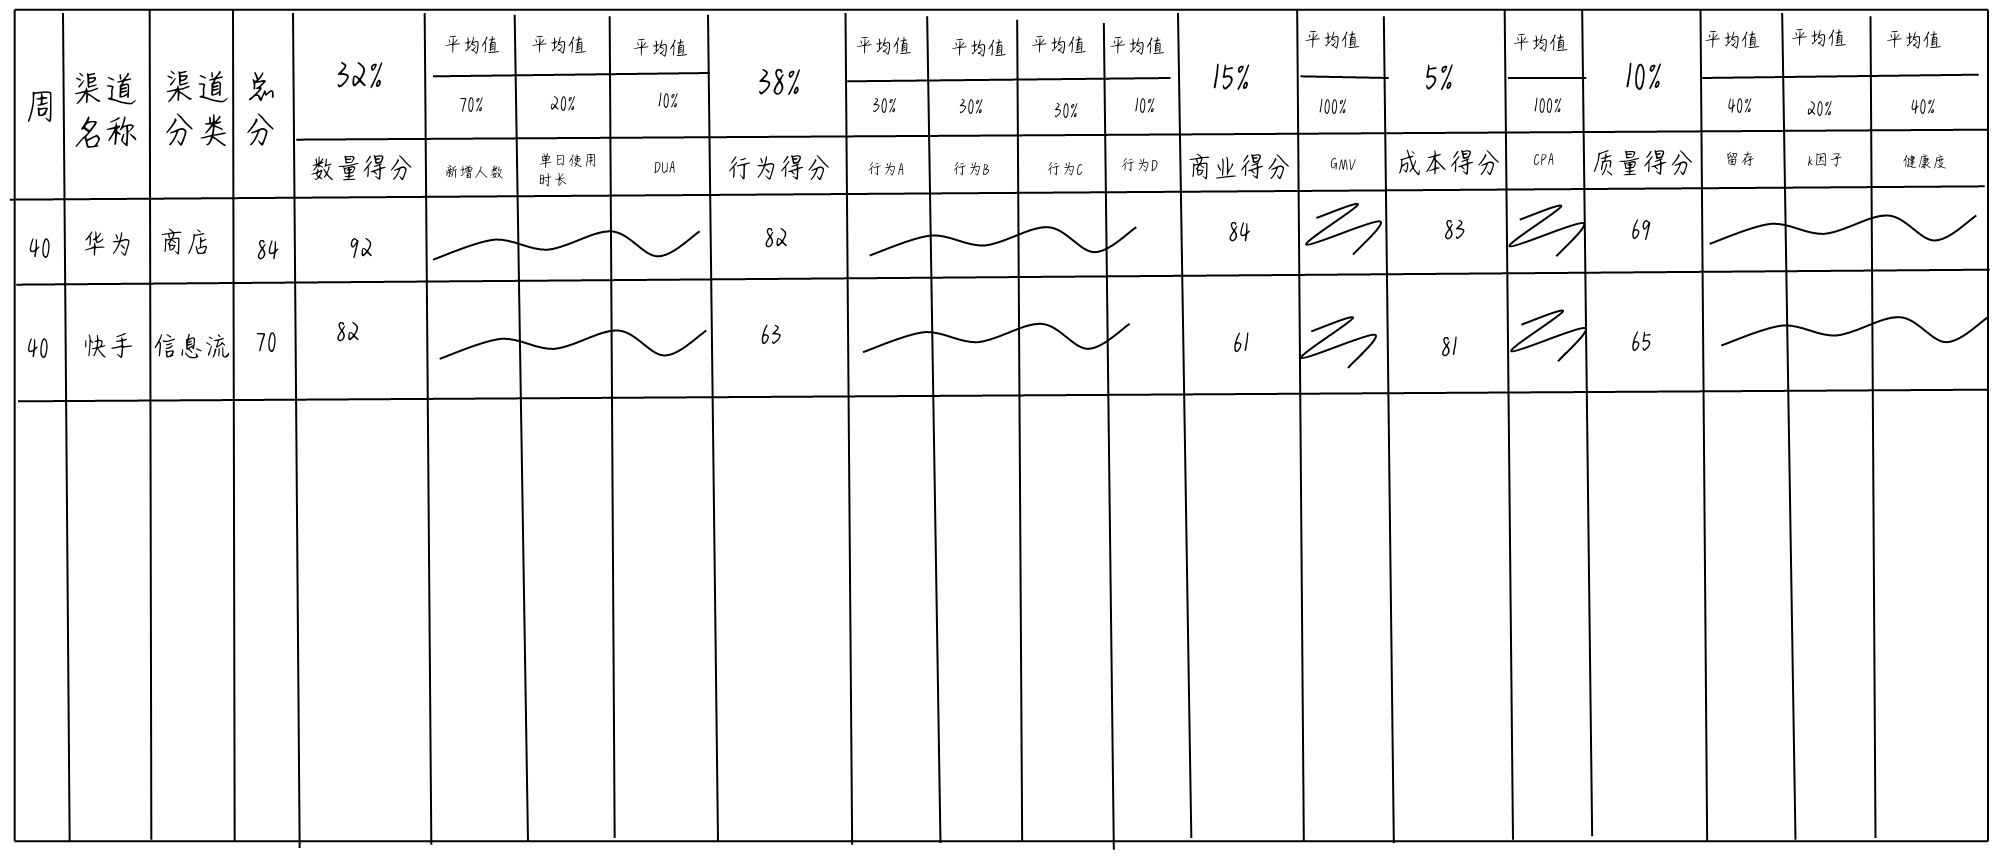 周
渠道
名称
渠道
分类
总
分
32%
平均值 平均值 平均值
70% 20% 10%
数量得分 新增人数 单日使用
时长 DUA
38%
平均值 平均值 平均值 平均值
30% 30% 30% 10%
行为得分 行为A 行为B 行为C 行为D
15%
平均值
100%
商业得分 GMV
5%
平均值
100%
成本得分 CPA
10%
平均值 平均值 平均值
40% 20% 40%
质量得分 留存 k因子 健康度
40 华为 商店 84 92 82 84 83 69
40 快手 信息流 70 82 63 61 81 65